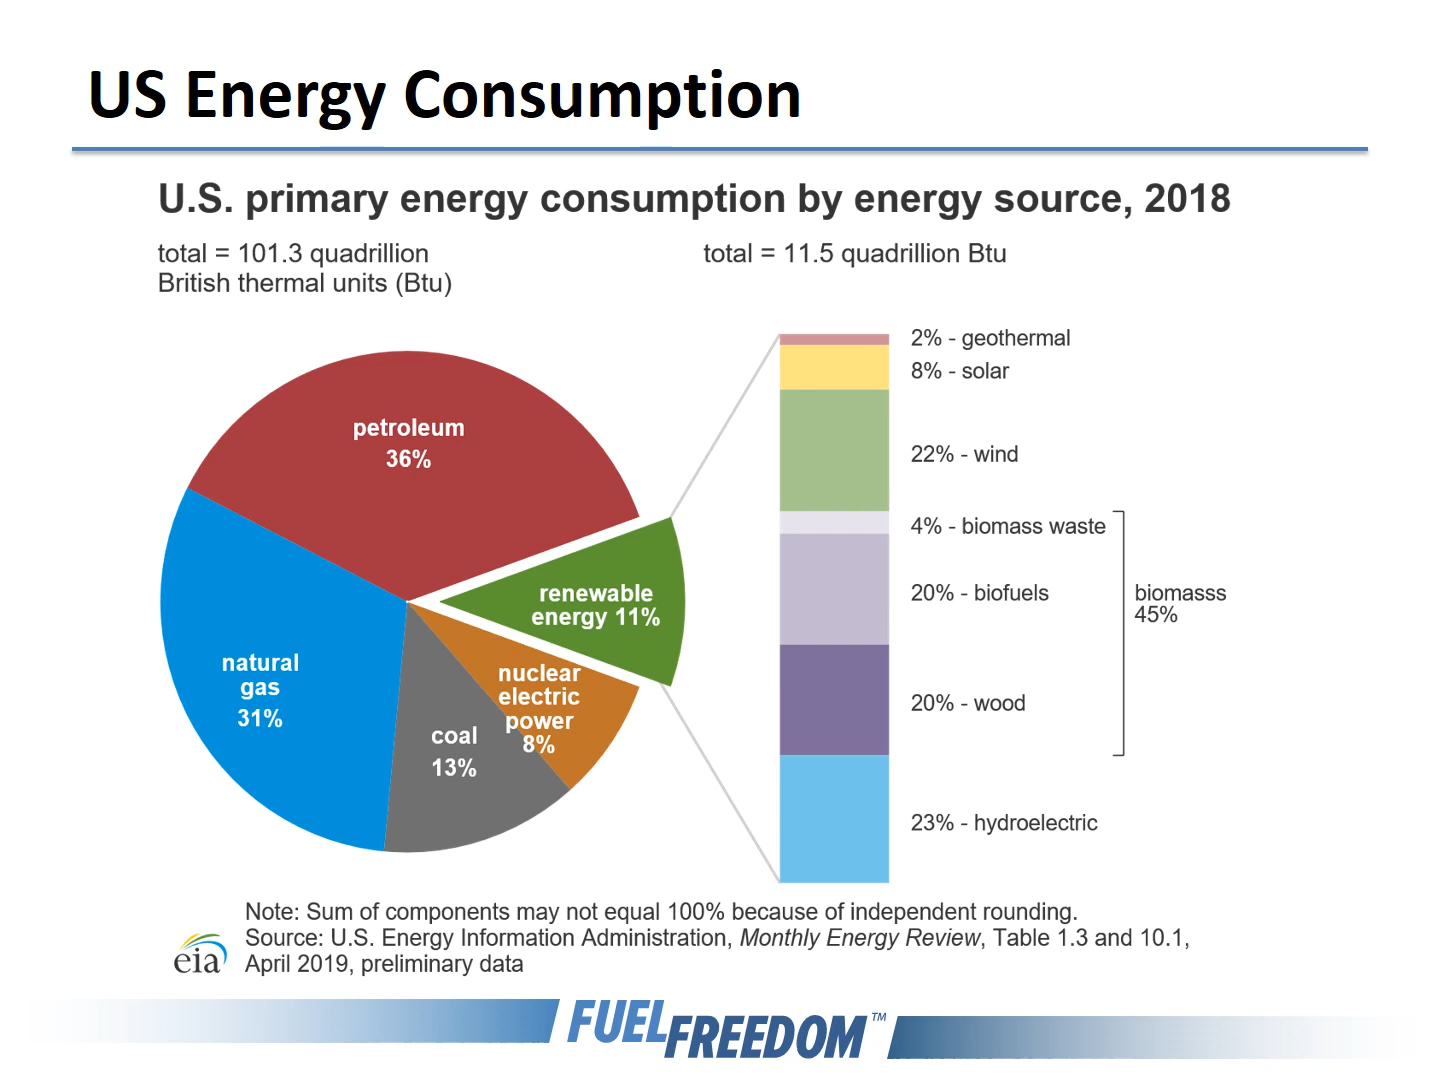 US Energy Consumption
U.S. primary energy consumption by energy source, 2018
total = 101.3 quadrillion
British thermal units (Btu)
total = 11.5 quadrillion Btu
petroleum
36%
natural
gas
31%
coal
13%
nuclear
electric
power
8%
renewable
energy 11%
2% - geothermal
8% - solar
22% - wind
4% - biomass waste
20% - biofuels
20% - wood
23% - hydroelectric
biomasss
45%
Note: Sum of components may not equal 100% because of independent rounding.
Source: U.S. Energy Information Administration, Monthly Energy Review, Table 1.3 and 10.1,
April 2019, preliminary data
eia
FUEL FREEDOM™